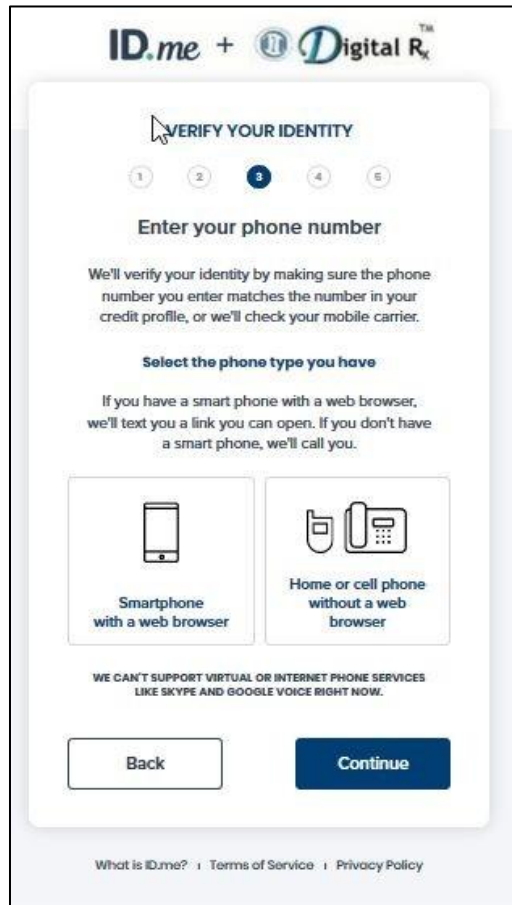 ID.me + Digital Rx™
VERIFY YOUR IDENTITY
1 2 3 4 5
Enter your phone number
We'll verify your identity by making sure the phone
number you enter matches the number in your
credit profile, or we'll check your mobile carrier.
Select the phone type you have
If you have a smart phone with a web browser,
we'll text you a link you can open. If you don't have
a smart phone, we'll call you.
Smartphone
with a web browser
Home or cell phone
without a web
browser
WE CAN'T SUPPORT VIRTUAL OR INTERNET PHONE SERVICES
LIKE SKYPE AND GOOGLE VOICE RIGHT NOW.
Back Continue
What is ID.me? | Terms of Service | Privacy Policy